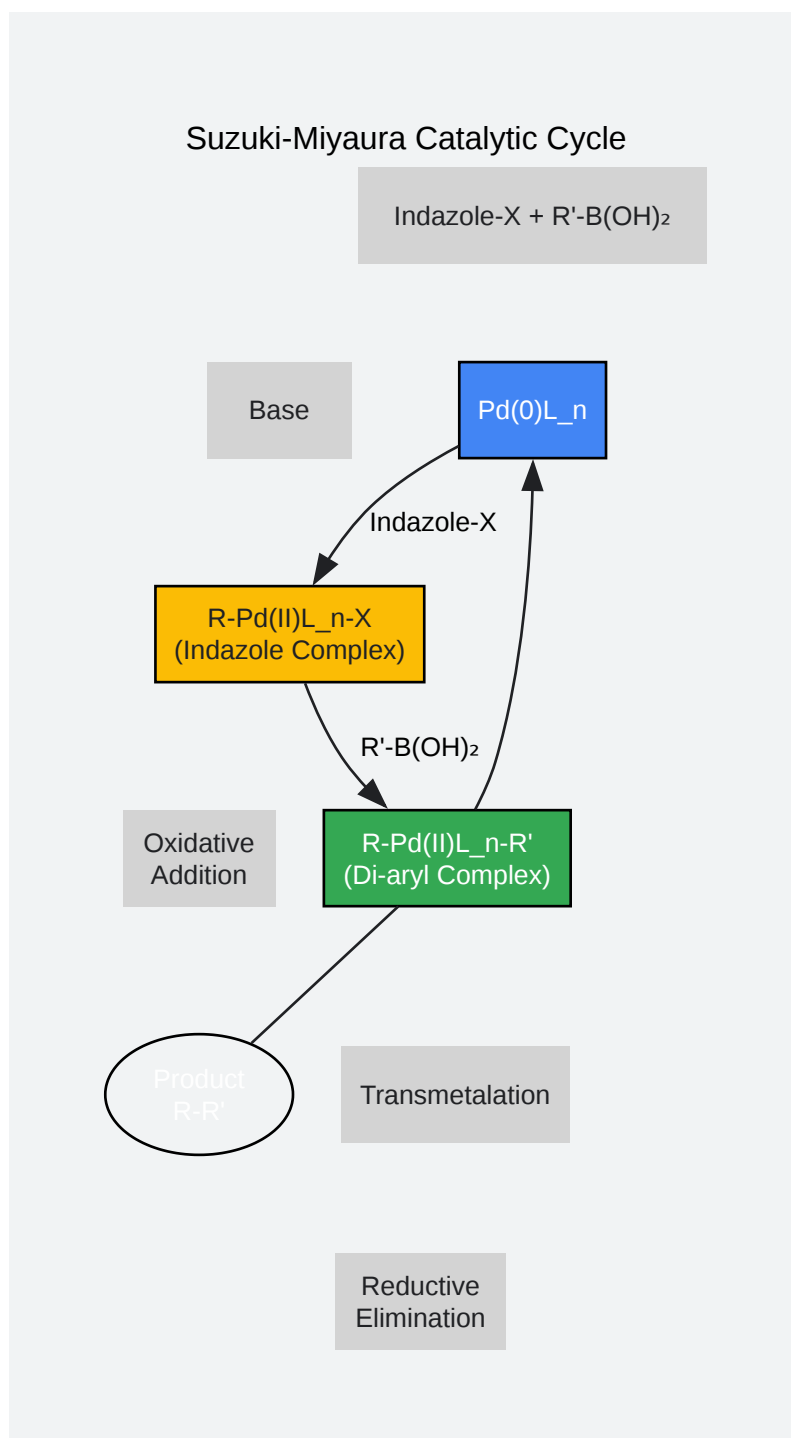 Suzuki-Miyaura Catalytic Cycle
Indazole-X + R'-B(OH)₂
Base
Pd(0)L_n
Indazole-X
R-Pd(II)L_n-X
(Indazole Complex)
R'-B(OH)₂
Oxidative
Addition
R-Pd(II)L_n-R'
(Di-aryl Complex)
Product
R-R'
Transmetalation
Reductive
Elimination